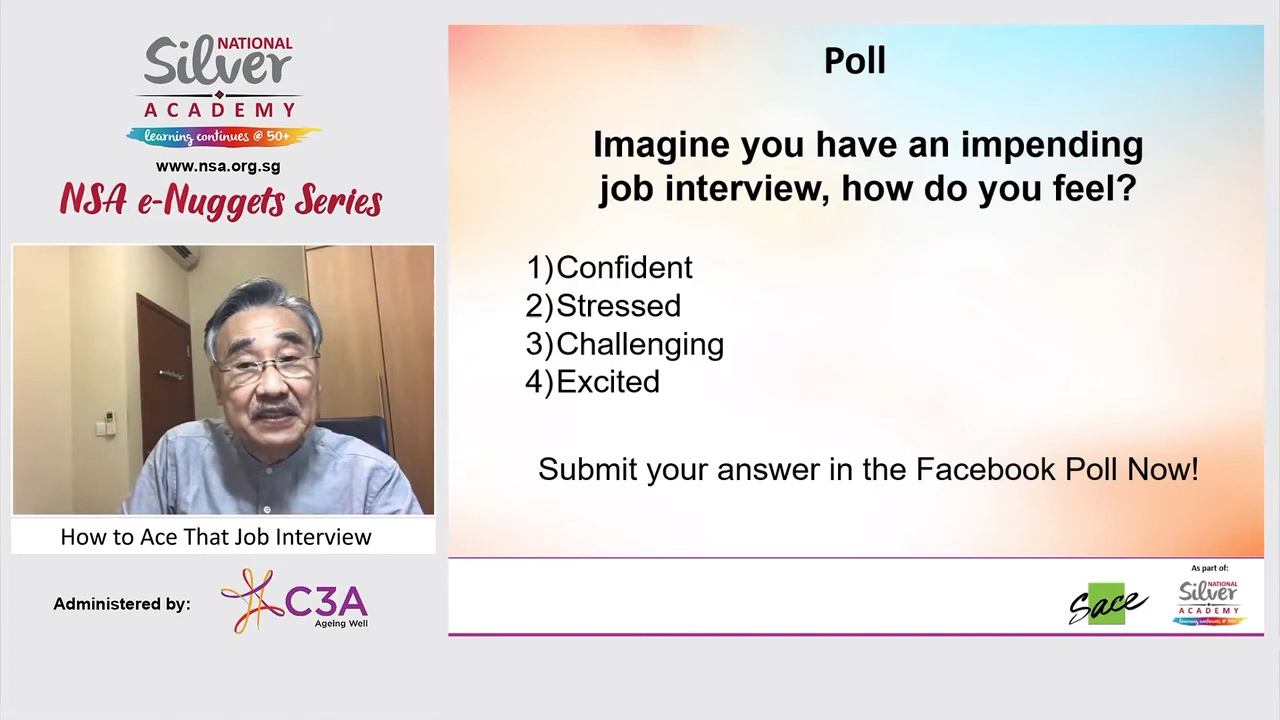 NATIONAL
Silver
ACADEMY
learning continues @ 50+
www.nsa.org.sg
NSA e-Nuggets Series
How to Ace That Job Interview
Administered by:
C3A
Ageing Well
Poll
Imagine you have an impending
job interview, how do you feel?
1)Confident
2)Stressed
3)Challenging
4)Excited
Submit your answer in the Facebook Poll Now!
Sace
As part of:
NATIONAL
Silver
ACADEMY
learning continues @ 50+